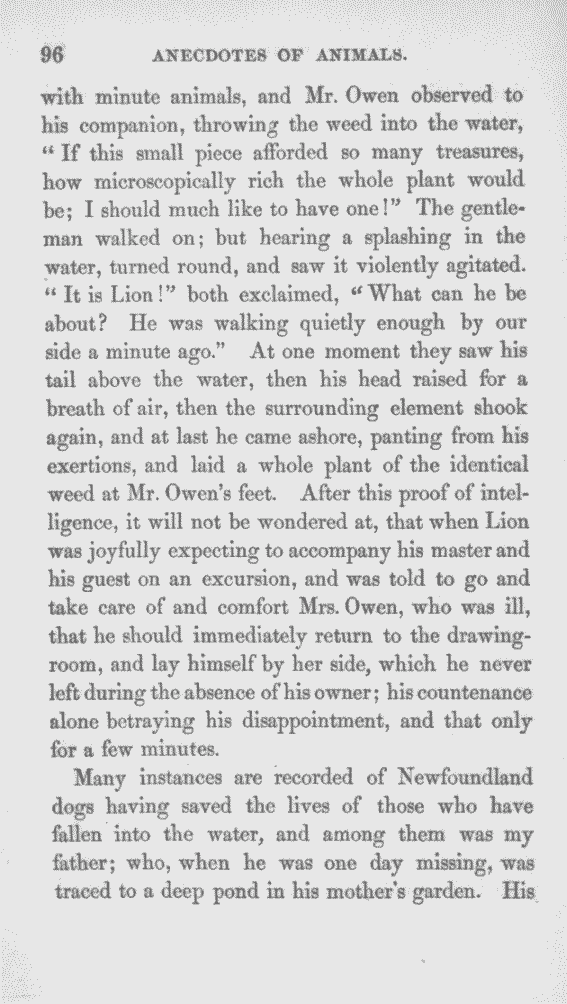 96 ANECDOTES OF ANIMALS.
with minute animals, and Mr. Owen observed to
his companion, throwing the weed into the water,
“ If this small piece afforded so many treasures,
how microscopically rich the whole plant would
be; I should much like to have one!” The gentle-
man walked on; but hearing a splashing in the
water, turned round, and saw it violently agitated.
“ It is Lion!” both exclaimed, “What can he be
about? He was walking quietly enough by our
side a minute ago.” At one moment they saw his
tail above the water, then his head raised for a
breath of air, then the surrounding element shook
again, and at last he came ashore, panting from his
exertions, and laid a whole plant of the identical
weed at Mr. Owen’s feet. After this proof of intel-
ligence, it will not be wondered at, that when Lion
was joyfully expecting to accompany his master and
his guest on an excursion, and was told to go and
take care of and comfort Mrs. Owen, who was ill,
that he should immediately return to the drawing-
room, and lay himself by her side, which he never
left during the absence of his owner; his countenance
alone betraying his disappointment, and that only
for a few minutes.
Many instances are recorded of Newfoundland
dogs having saved the lives of those who have
fallen into the water, and among them was my
father; who, when he was one day missing, was
traced to a deep pond in his mother’s garden. His